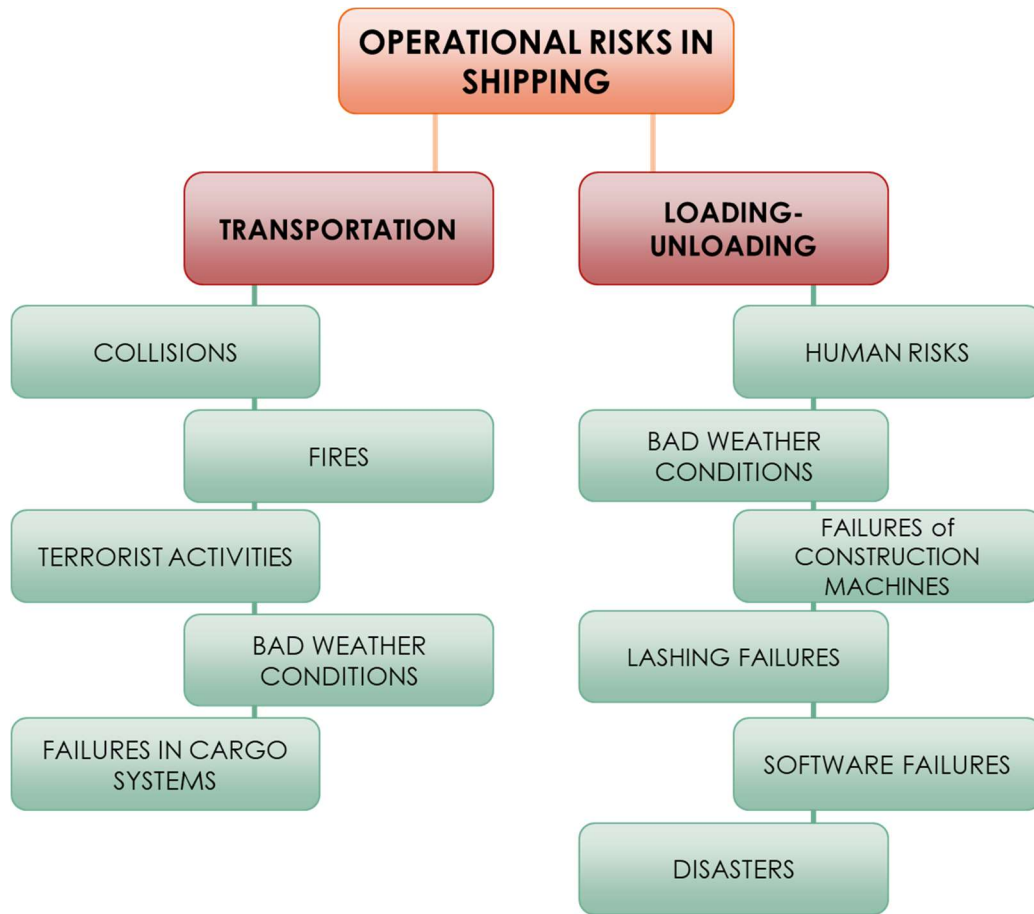 OPERATIONAL RISKS IN
SHIPPING
TRANSPORTATION
COLLISIONS
FIRES
TERRORIST ACTIVITIES
BAD WEATHER
CONDITIONS
FAILURES IN CARGO
SYSTEMS
LOADING-
UNLOADING
HUMAN RISKS
BAD WEATHER
CONDITIONS
FAILURES of
CONSTRUCTION
MACHINES
LASHING FAILURES
SOFTWARE FAILURES
DISASTERS